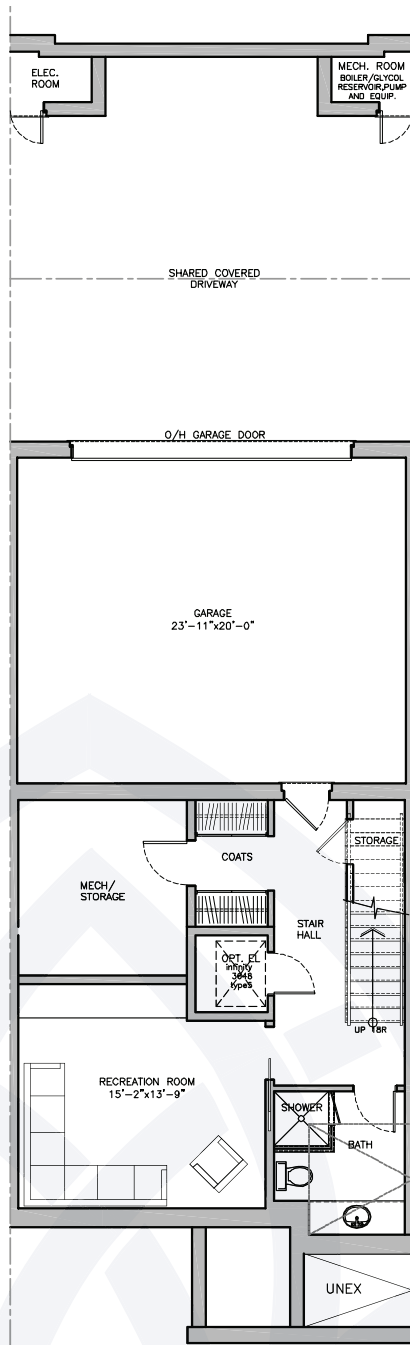 ELEC.
ROOM
MECH. ROOM
BOILER/GLYCOL
RESERVOIR,PUMP
AND EQUIP.
SHARED COVERED
DRIVEWAY
O/H GARAGE DOOR
GARAGE
23'-11"x20'-0"
STORAGE
COATS
MECH/
STORAGE
STAIR
HALL
OPT. EL
infinity
3648
type5
UP 18R
RECREATION ROOM
15'-2"x13'-9"
SHOWER
BATH
UNEX